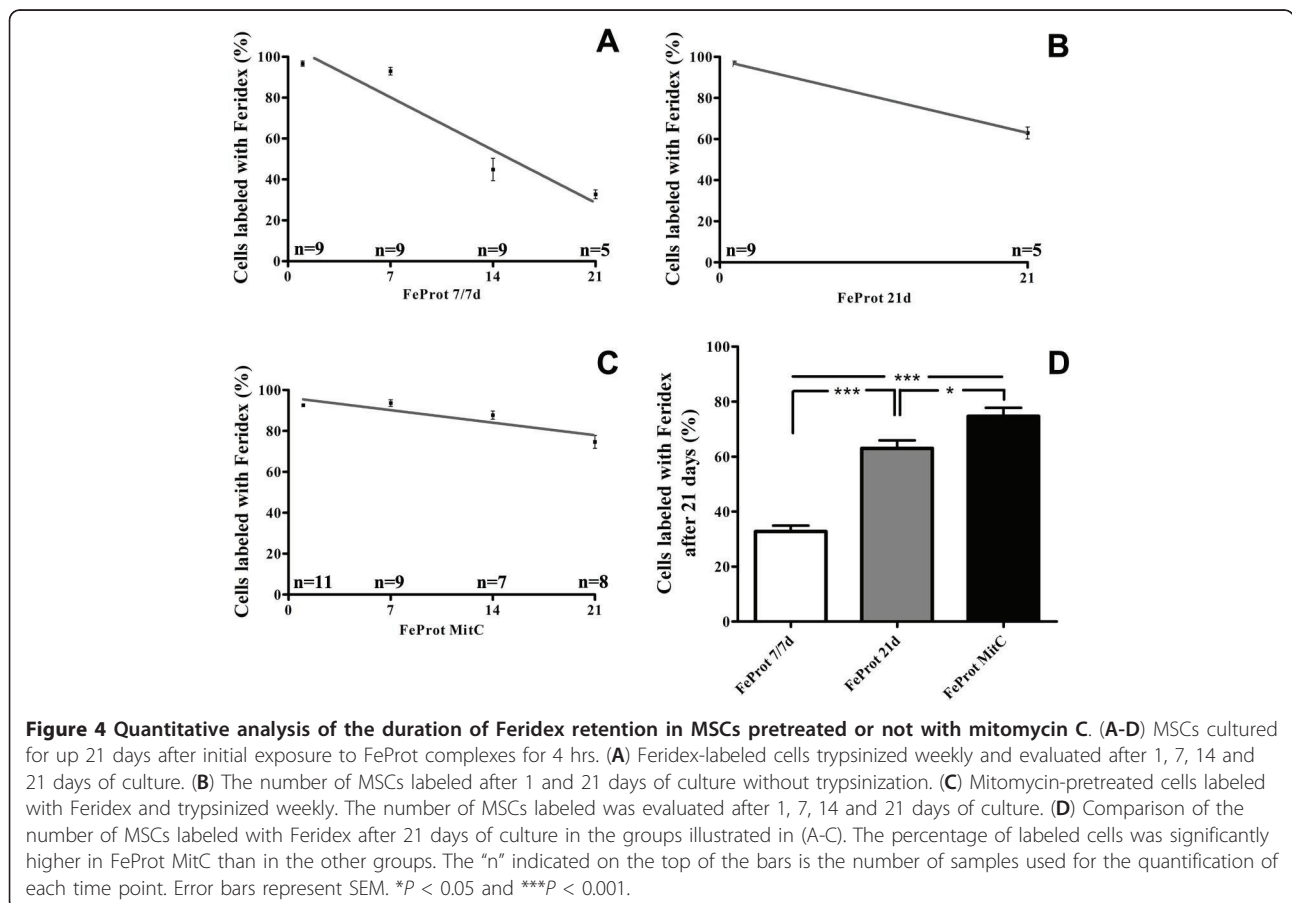 A
Cells labeled with Feridex (%)
100
80
60
40
20
0
n=9 n=9 n=9 n=5
0 7 14 21
FeProt 7/7d
B
Cells labeled with Feridex (%)
100
80
60
40
20
0
n=9 n=5
0 21
FeProt 21d
C
Cells labeled with Feridex (%)
100
80
60
40
20
0
n=11 n=9 n=7 n=8
0 7 14 21
FeProt MitC
D
Cells labeled with Feridex
after 21 days (%)
100
80
60
40
20
0
***
*** *
FeProt 7/7d
FeProt 21d
FeProt MitC
Figure 4 Quantitative analysis of the duration of Feridex retention in MSCs pretreated or not with mitomycin C. (A-D) MSCs cultured
for up 21 days after initial exposure to FeProt complexes for 4 hrs. (A) Feridex-labeled cells trypsinized weekly and evaluated after 1, 7, 14 and
21 days of culture. (B) The number of MSCs labeled after 1 and 21 days of culture without trypsinization. (C) Mitomycin-pretreated cells labeled
with Feridex and trypsinized weekly. The number of MSCs labeled was evaluated after 1, 7, 14 and 21 days of culture. (D) Comparison of the
number of MSCs labeled with Feridex after 21 days of culture in the groups illustrated in (A-C). The percentage of labeled cells was significantly
higher in FeProt MitC than in the other groups. The “n” indicated on the top of the bars is the number of samples used for the quantification of
each time point. Error bars represent SEM. *P < 0.05 and ***P < 0.001.